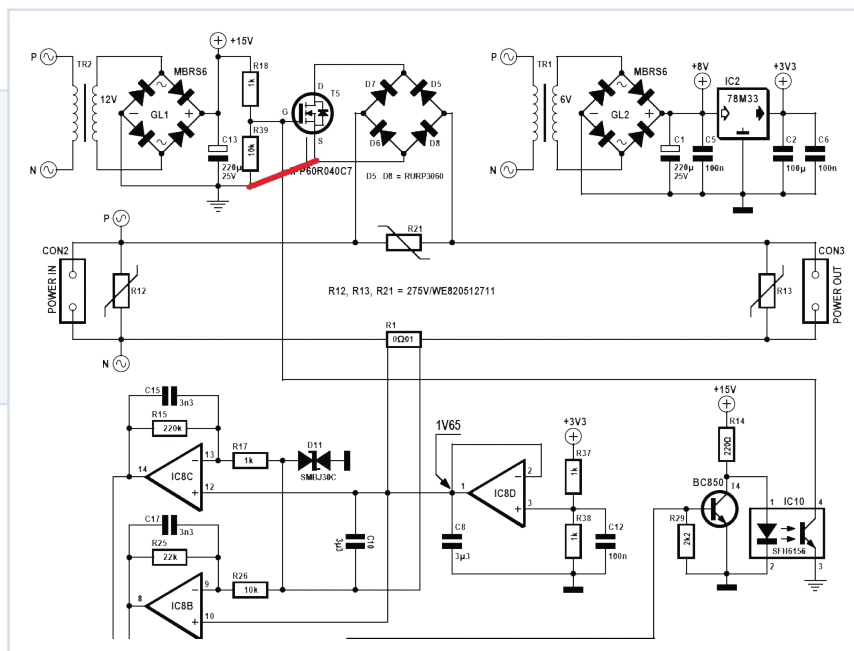 +15V
P
TR2
12V
MBRS6
GL1
R18
1k
R39
10k
C13
220µ
25V
G
D
S
T5
P60R040C7
D7
D5
D6
D8
D5...D8 = RURP3060
N
P
TR1
6V
MBRS6
GL2
+8V
IC2
78M33
+3V3
C1
220µ
25V
C5
100n
C2
100µ
C6
100n
N
P
CON2
POWER IN
R12
R21
R12, R13, R21 = 275V/WE820512711
R13
CON3
POWER OUT
R1
0Ω01
N
C15
3n3
R15
220k
14
IC8C
13
12
R17
1k
D11
SMBJ30C
C17
3n3
R25
22k
8
IC8B
9
10
R26
10k
C10
3µ3
1V65
1
IC8D
2
3
C8
3µ3
+3V3
R37
1k
R38
1k
C12
100n
+15V
R14
220Ω
BC850
T4
R29
2k2
IC10
1
4
2
3
SFH6156